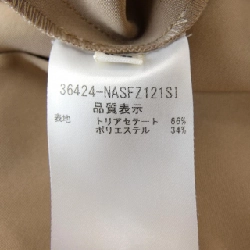 36424-NASFZ121SI
品質表示
表地 トリアセテート 66%
ポリエステル 34%